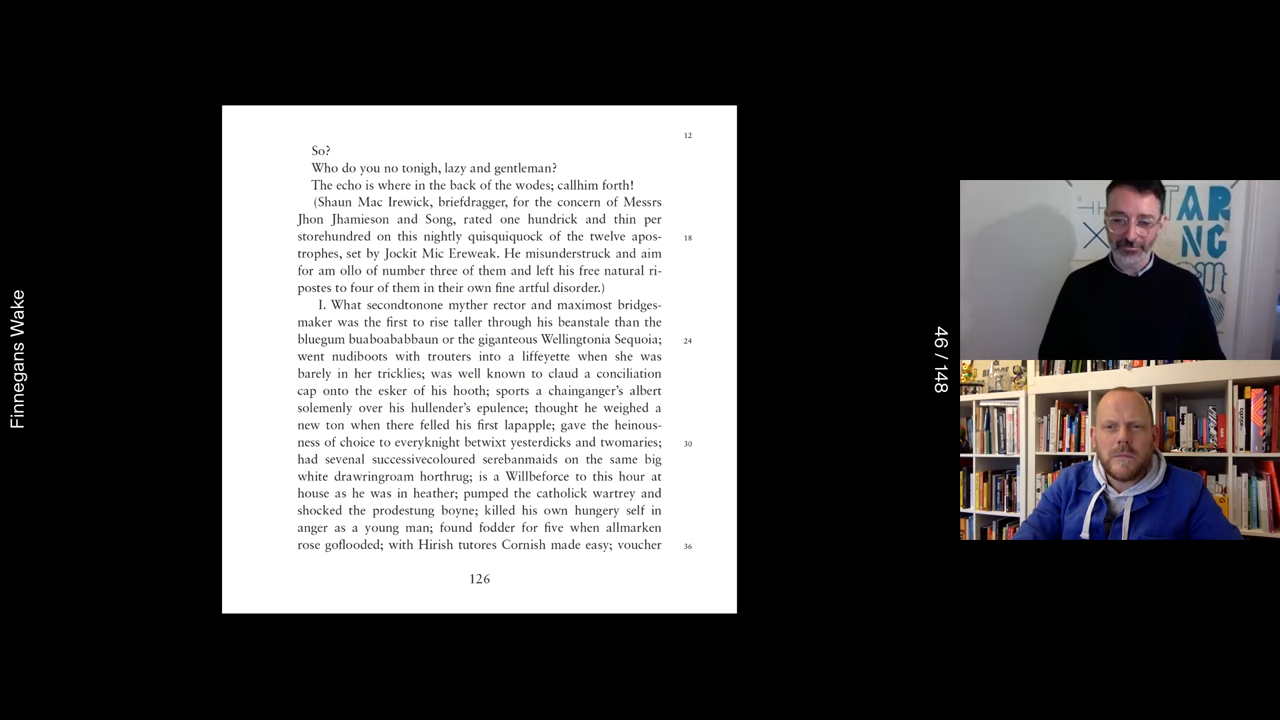 Finnegans Wake
12
So?
Who do you no tonigh, lazy and gentleman?
The echo is where in the back of the wodes; callhim forth!
(Shaun Mac Irewick, briefdragger, for the concern of Messrs
Jhon Jhamieson and Song, rated one hundrick and thin per
storehundred on this nightly quisquiquock of the twelve apos-
18
trophes, set by Jockit Mic Ereweak. He misunderstruck and aim
for am ollo of number three of them and left his free natural ri-
postes to four of them in their own fine artful disorder.)
1. What secondtonone myther rector and maximost bridges-
maker was the first to rise taller through his beanstale than the
bluegum buaboababbaun or the giganteous Wellingtonia Sequoia;
24
went nudiboots with trouters into a liffeyette when she was
barely in her tricklies; was well known to claud a conciliation
cap onto the esker of his hooth; sports a chainganger's albert
solemenly over his hullender's epulence; thought he weighed a
new ton when there felled his first lapapple; gave the heinous-
ness of choice to everyknight betwixt yesterdicks and twomaries;
30
had sevenal successivecoloured serebanmaids on the same big
white drawringroam horthrug; is a Willbeforce to this hour at
house as he was in heather; pumped the catholick wartrey and
shocked the prodestung boyne; killed his own hungery self in
anger as a young man; found fodder for five when allmarken
rose goflooded; with Hirish tutores Cornish made easy; voucher
36
126
46 / 148
TAR
NG